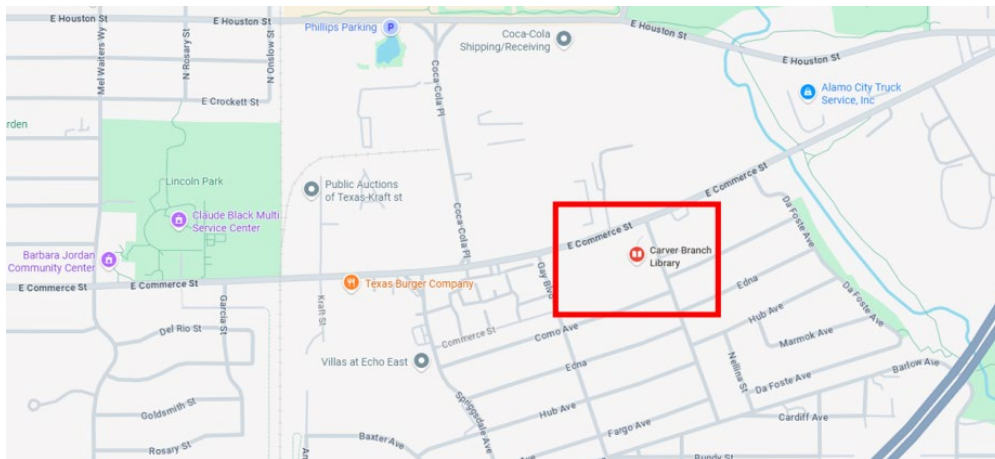 E Houston St
E Houston St
Phillips Parking
P
Coca-Cola
Shipping/Receiving
E Houston St
E Houston St
Mel Waiters Wy
N Rosary St
N Onslow St
Coca-Cola Pl
Alamo City Truck
Service, Inc
E Crockett St
rden
Lincoln Park
Public Auctions
of Texas-Kraft st
E Commerce St
Claude Black Multi
Service Center
Coca-Cola Pl
Da Foste Ave
E Commerce St
Barbara Jordan
Community Center
Carver Branch
Library
E Commerce St
E Commerce St
Texas Burger Company
Gay Blvd
Edna
Da Foste Ave
Garcia St
Kraft St
Hub Ave
Del Rio St
Commerce St
Como Ave
Marmok Ave
Villas at Echo East
Edna
Nellina St
Barlow Ave
Da Foste Ave
Goldsmith St
Springsdale Ave
Hub Ave
Cardiff Ave
Fargo Ave
Baxter Ave
Rosary St
An
Bundy St